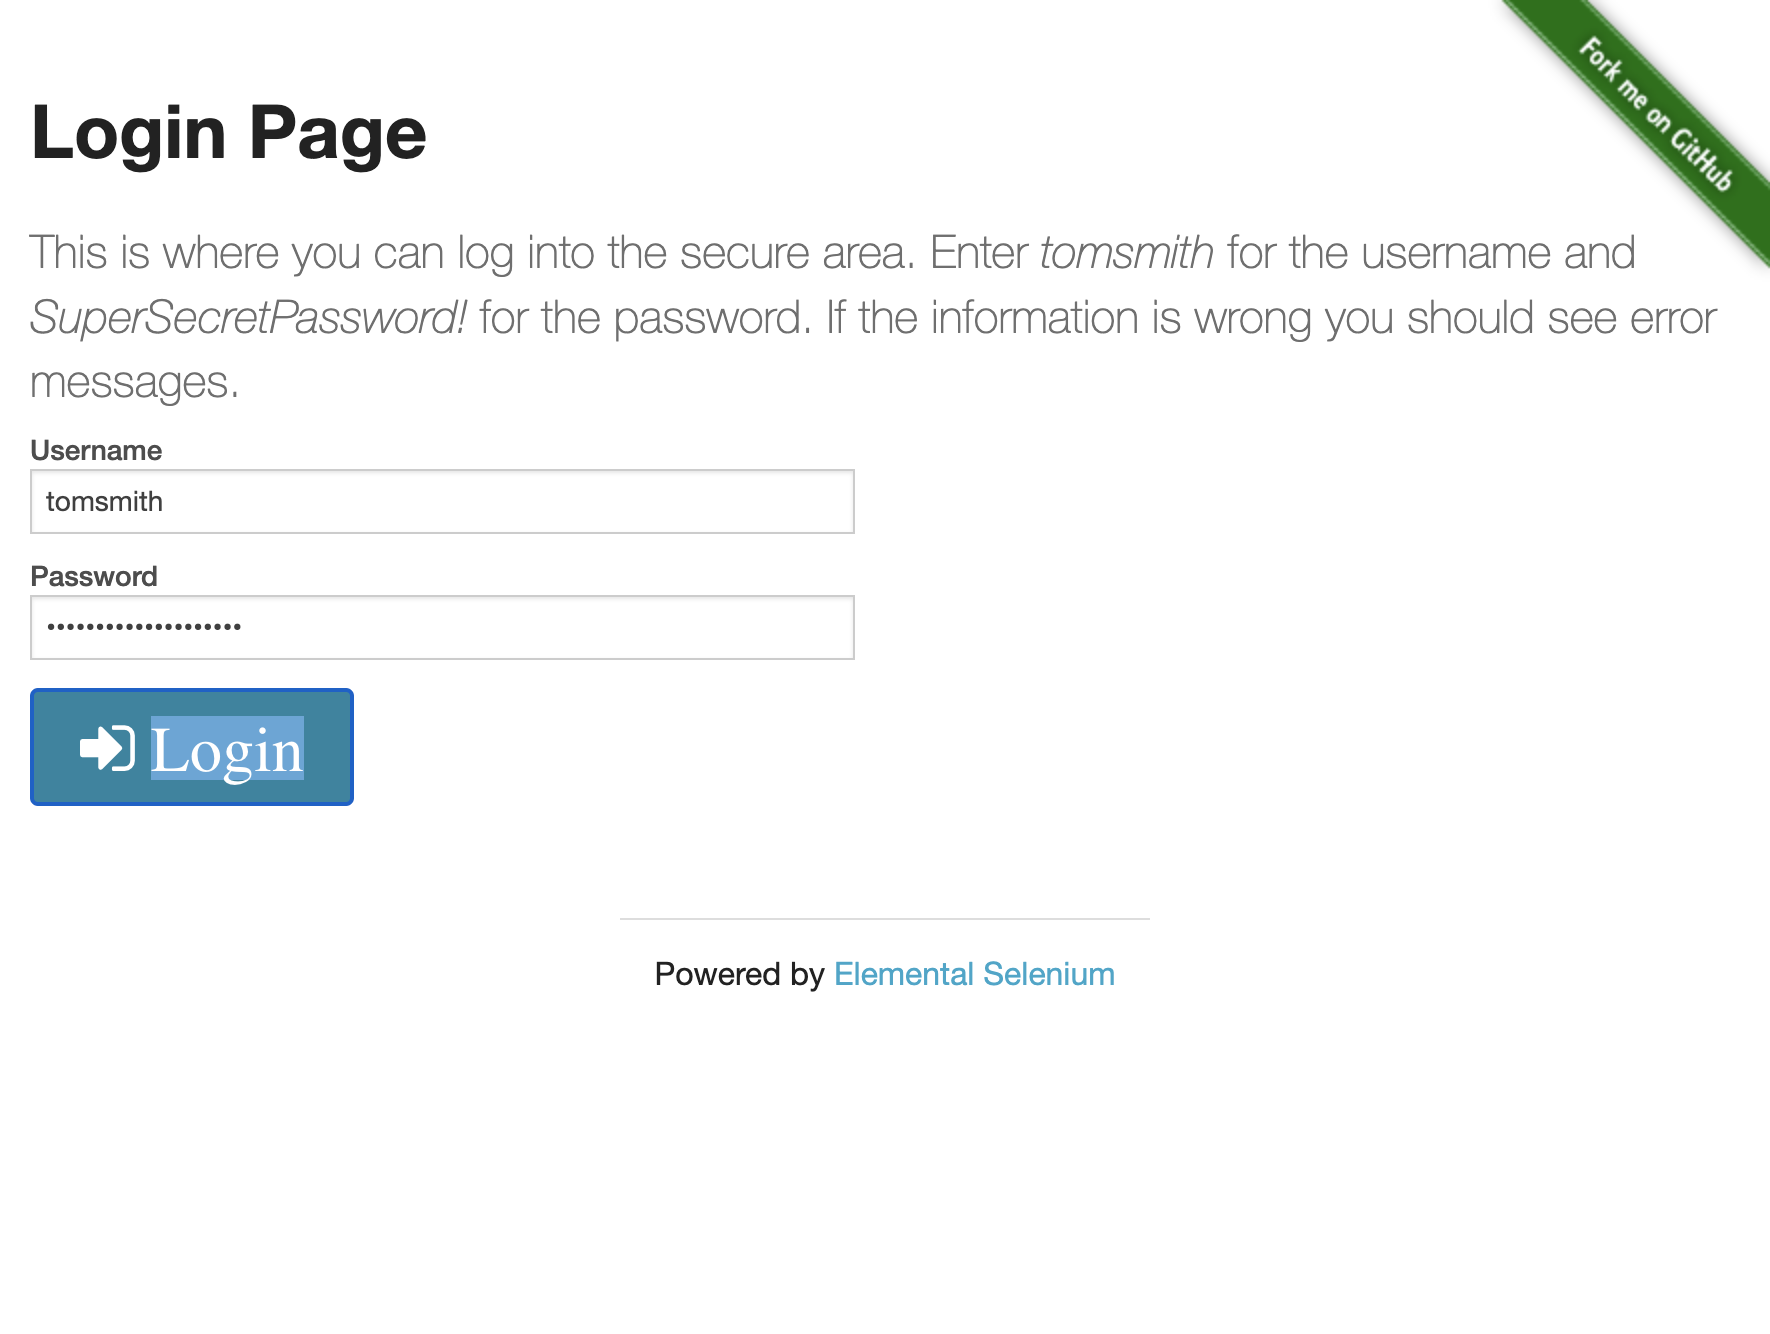 Fork me on GitHub
Login Page
This is where you can log into the secure area. Enter tomsmith for the username and
SuperSecretPassword! for the password. If the information is wrong you should see error
messages.
Username
tomsmith
Password
••••••••••••••••••••
Login
Powered by Elemental Selenium